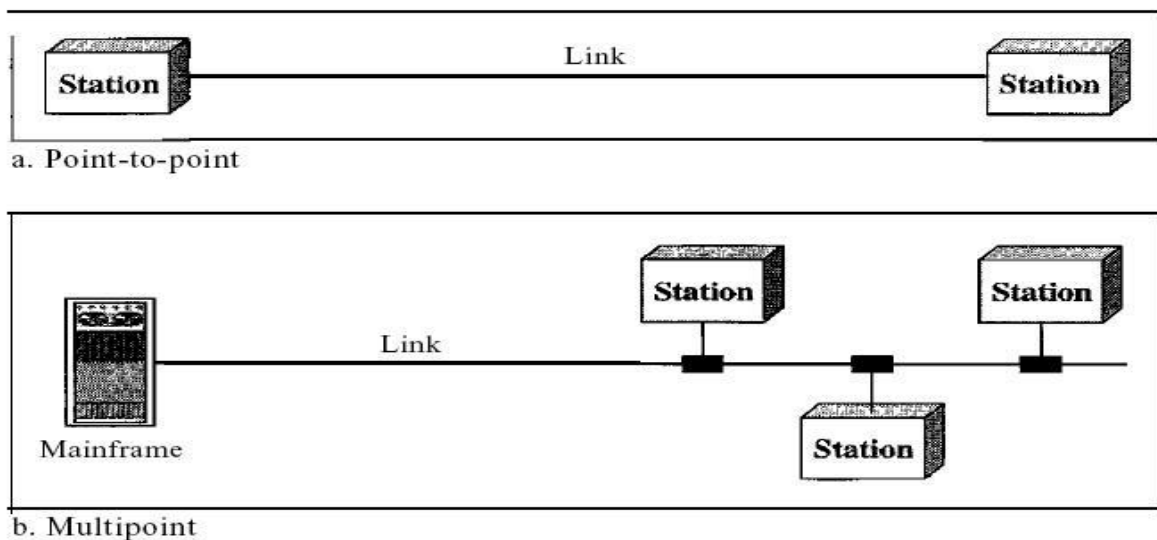 Link
Station
Station
a. Point-to-point
Station
Station
Link
Mainframe
Station
b. Multipoint